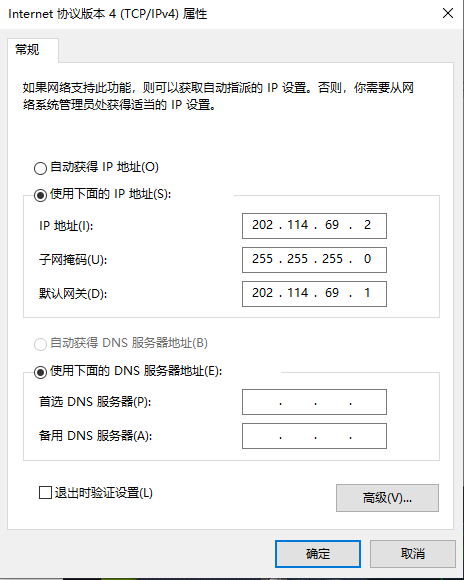 Internet 协议版本 4 (TCP/IPv4) 属性
常规
如果网络支持此功能，则可以获取自动指派的 IP 设置。否则，你需要从网
络系统管理员处获得适当的 IP 设置。
自动获得 IP 地址(O)
使用下面的 IP 地址(S):
IP 地址(I): 202 . 114 . 69 . 2
子网掩码(U): 255 . 255 . 255 . 0
默认网关(D): 202 . 114 . 69 . 1
自动获得 DNS 服务器地址(B)
使用下面的 DNS 服务器地址(E):
首选 DNS 服务器(P): . . .
备用 DNS 服务器(A): . . .
退出时验证设置(L)
高级(V)...
确定 取消